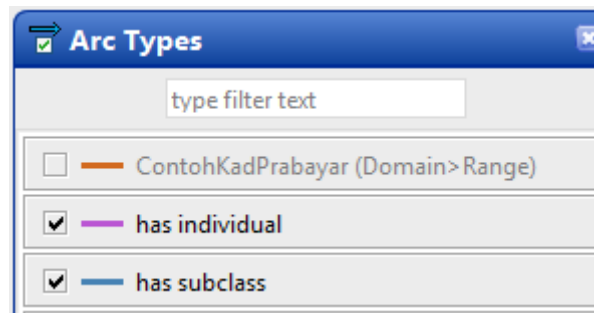 Arc Types
type filter text
ContohKadPrabayar (Domain>Range)
has individual
has subclass